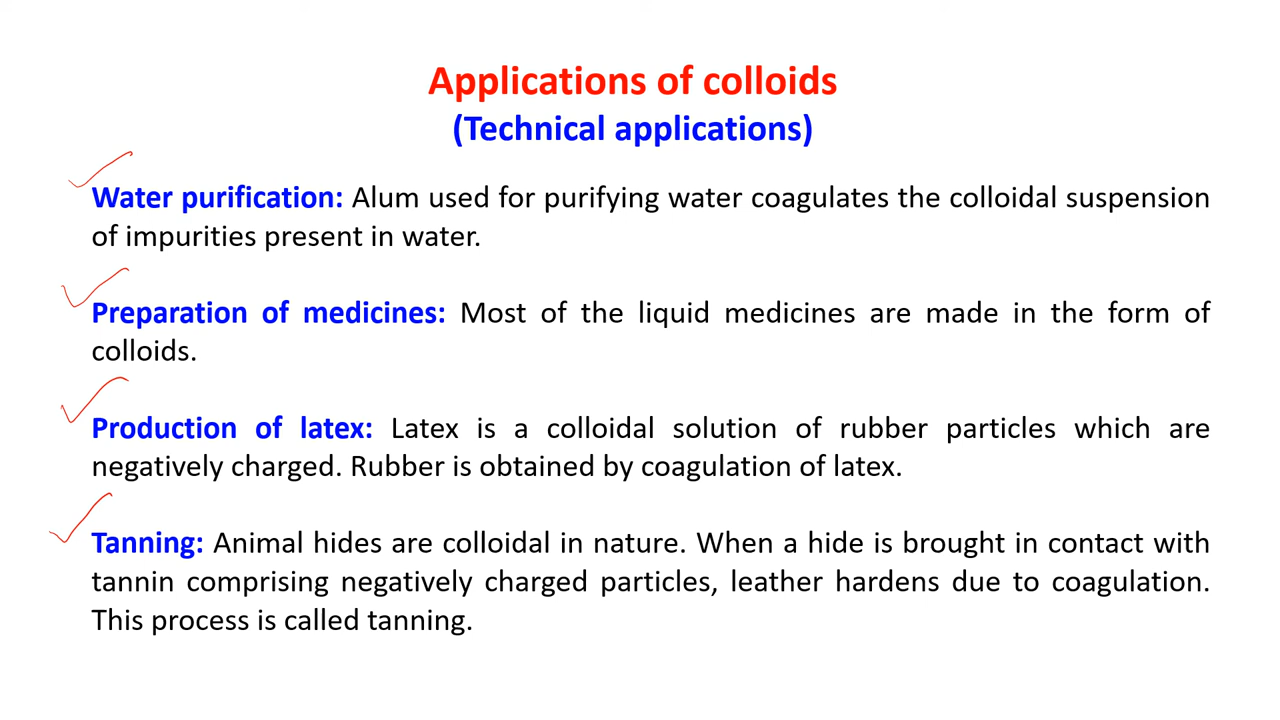 Applications of colloids
(Technical applications)
Water purification: Alum used for purifying water coagulates the colloidal suspension
of impurities present in water.
Preparation of medicines: Most of the liquid medicines are made in the form of
colloids.
Production of latex: Latex is a colloidal solution of rubber particles which are
negatively charged. Rubber is obtained by coagulation of latex.
Tanning: Animal hides are colloidal in nature. When a hide is brought in contact with
tannin comprising negatively charged particles, leather hardens due to coagulation.
This process is called tanning.